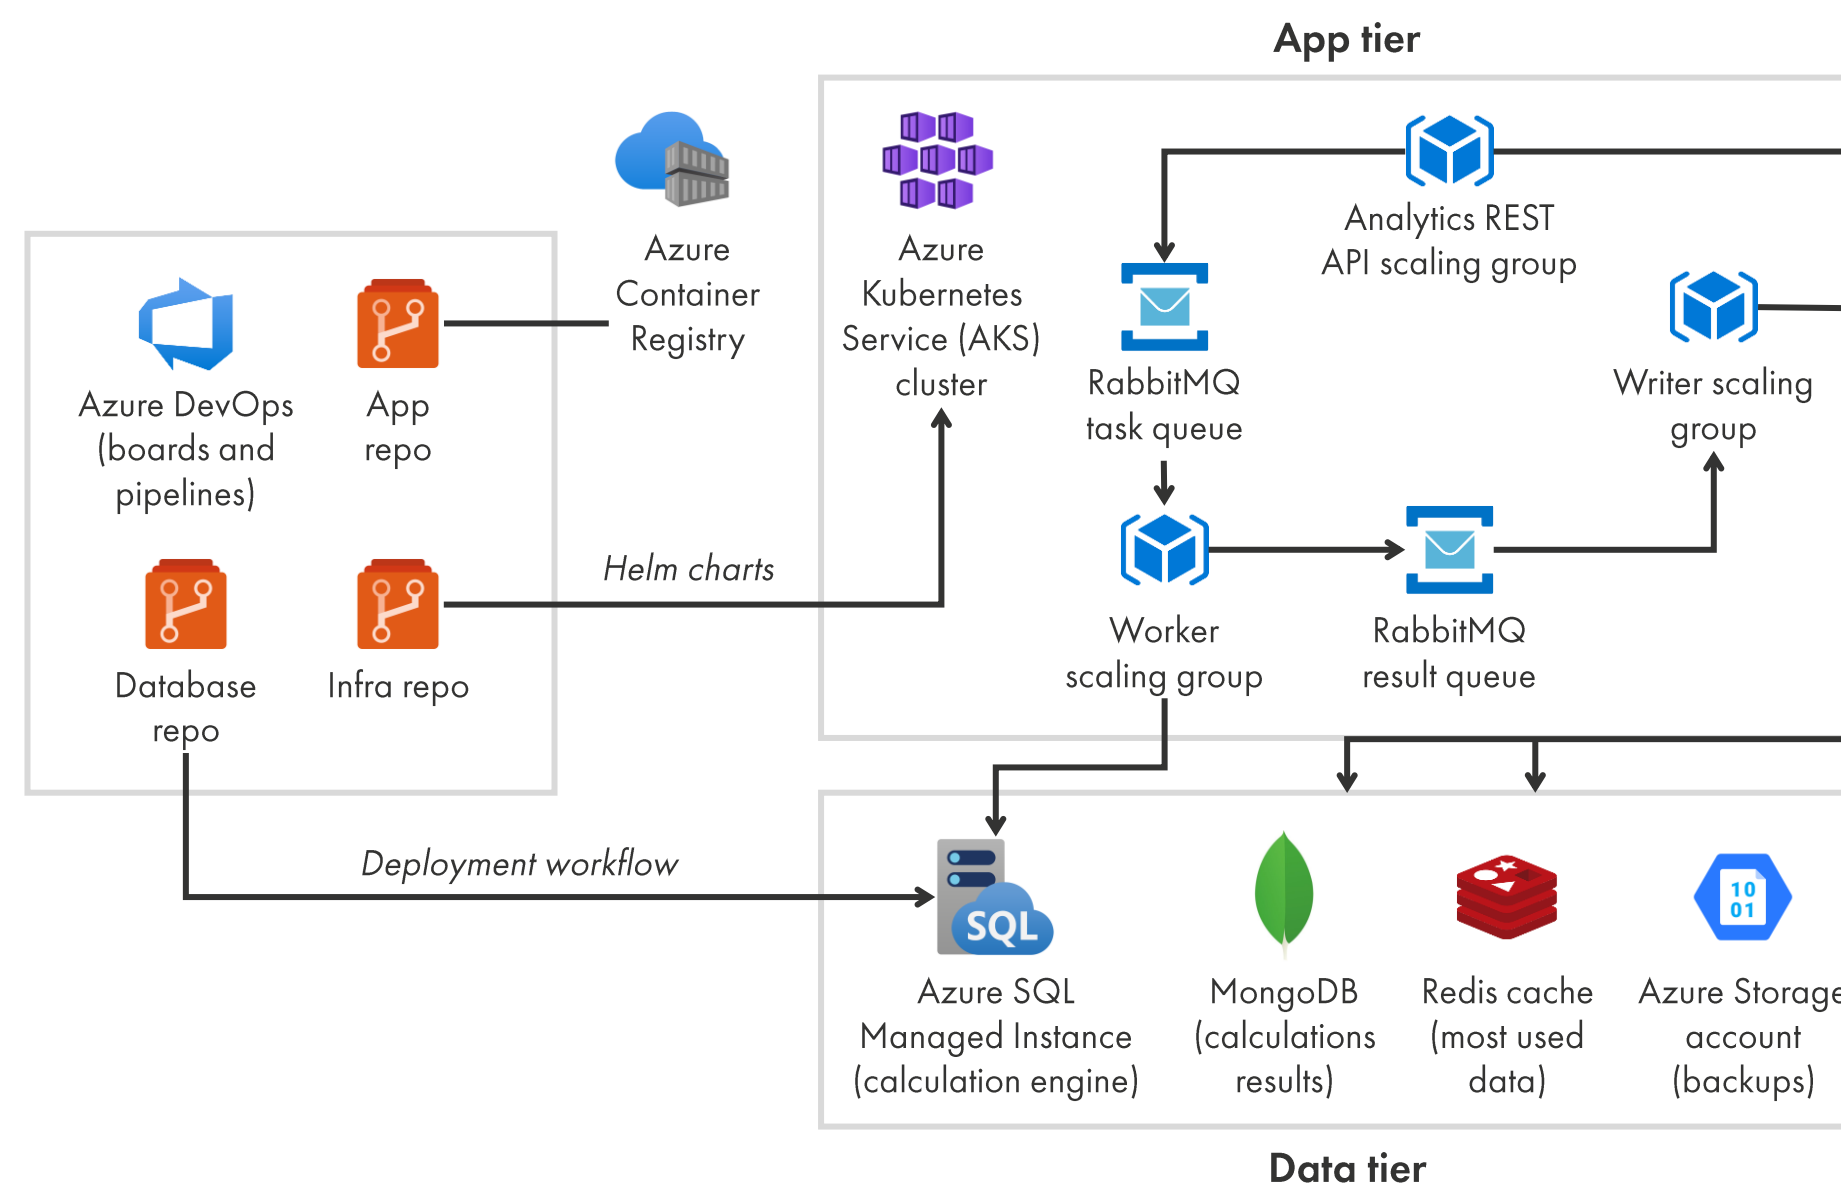 App tier
Azure
Container
Registry
Azure
Kubernetes
Service (AKS)
cluster
Analytics REST
API scaling group
RabbitMQ
task queue
Writer scaling
group
Azure DevOps
(boards and
pipelines)
App
repo
Helm charts
Database
repo
Infra repo
Worker
scaling group
RabbitMQ
result queue
Deployment workflow
SQL
10
01
Azure SQL
Managed Instance
(calculation engine)
MongoDB
(calculations
results)
Redis cache
(most used
data)
Azure Storage
account
(backups)
Data tier